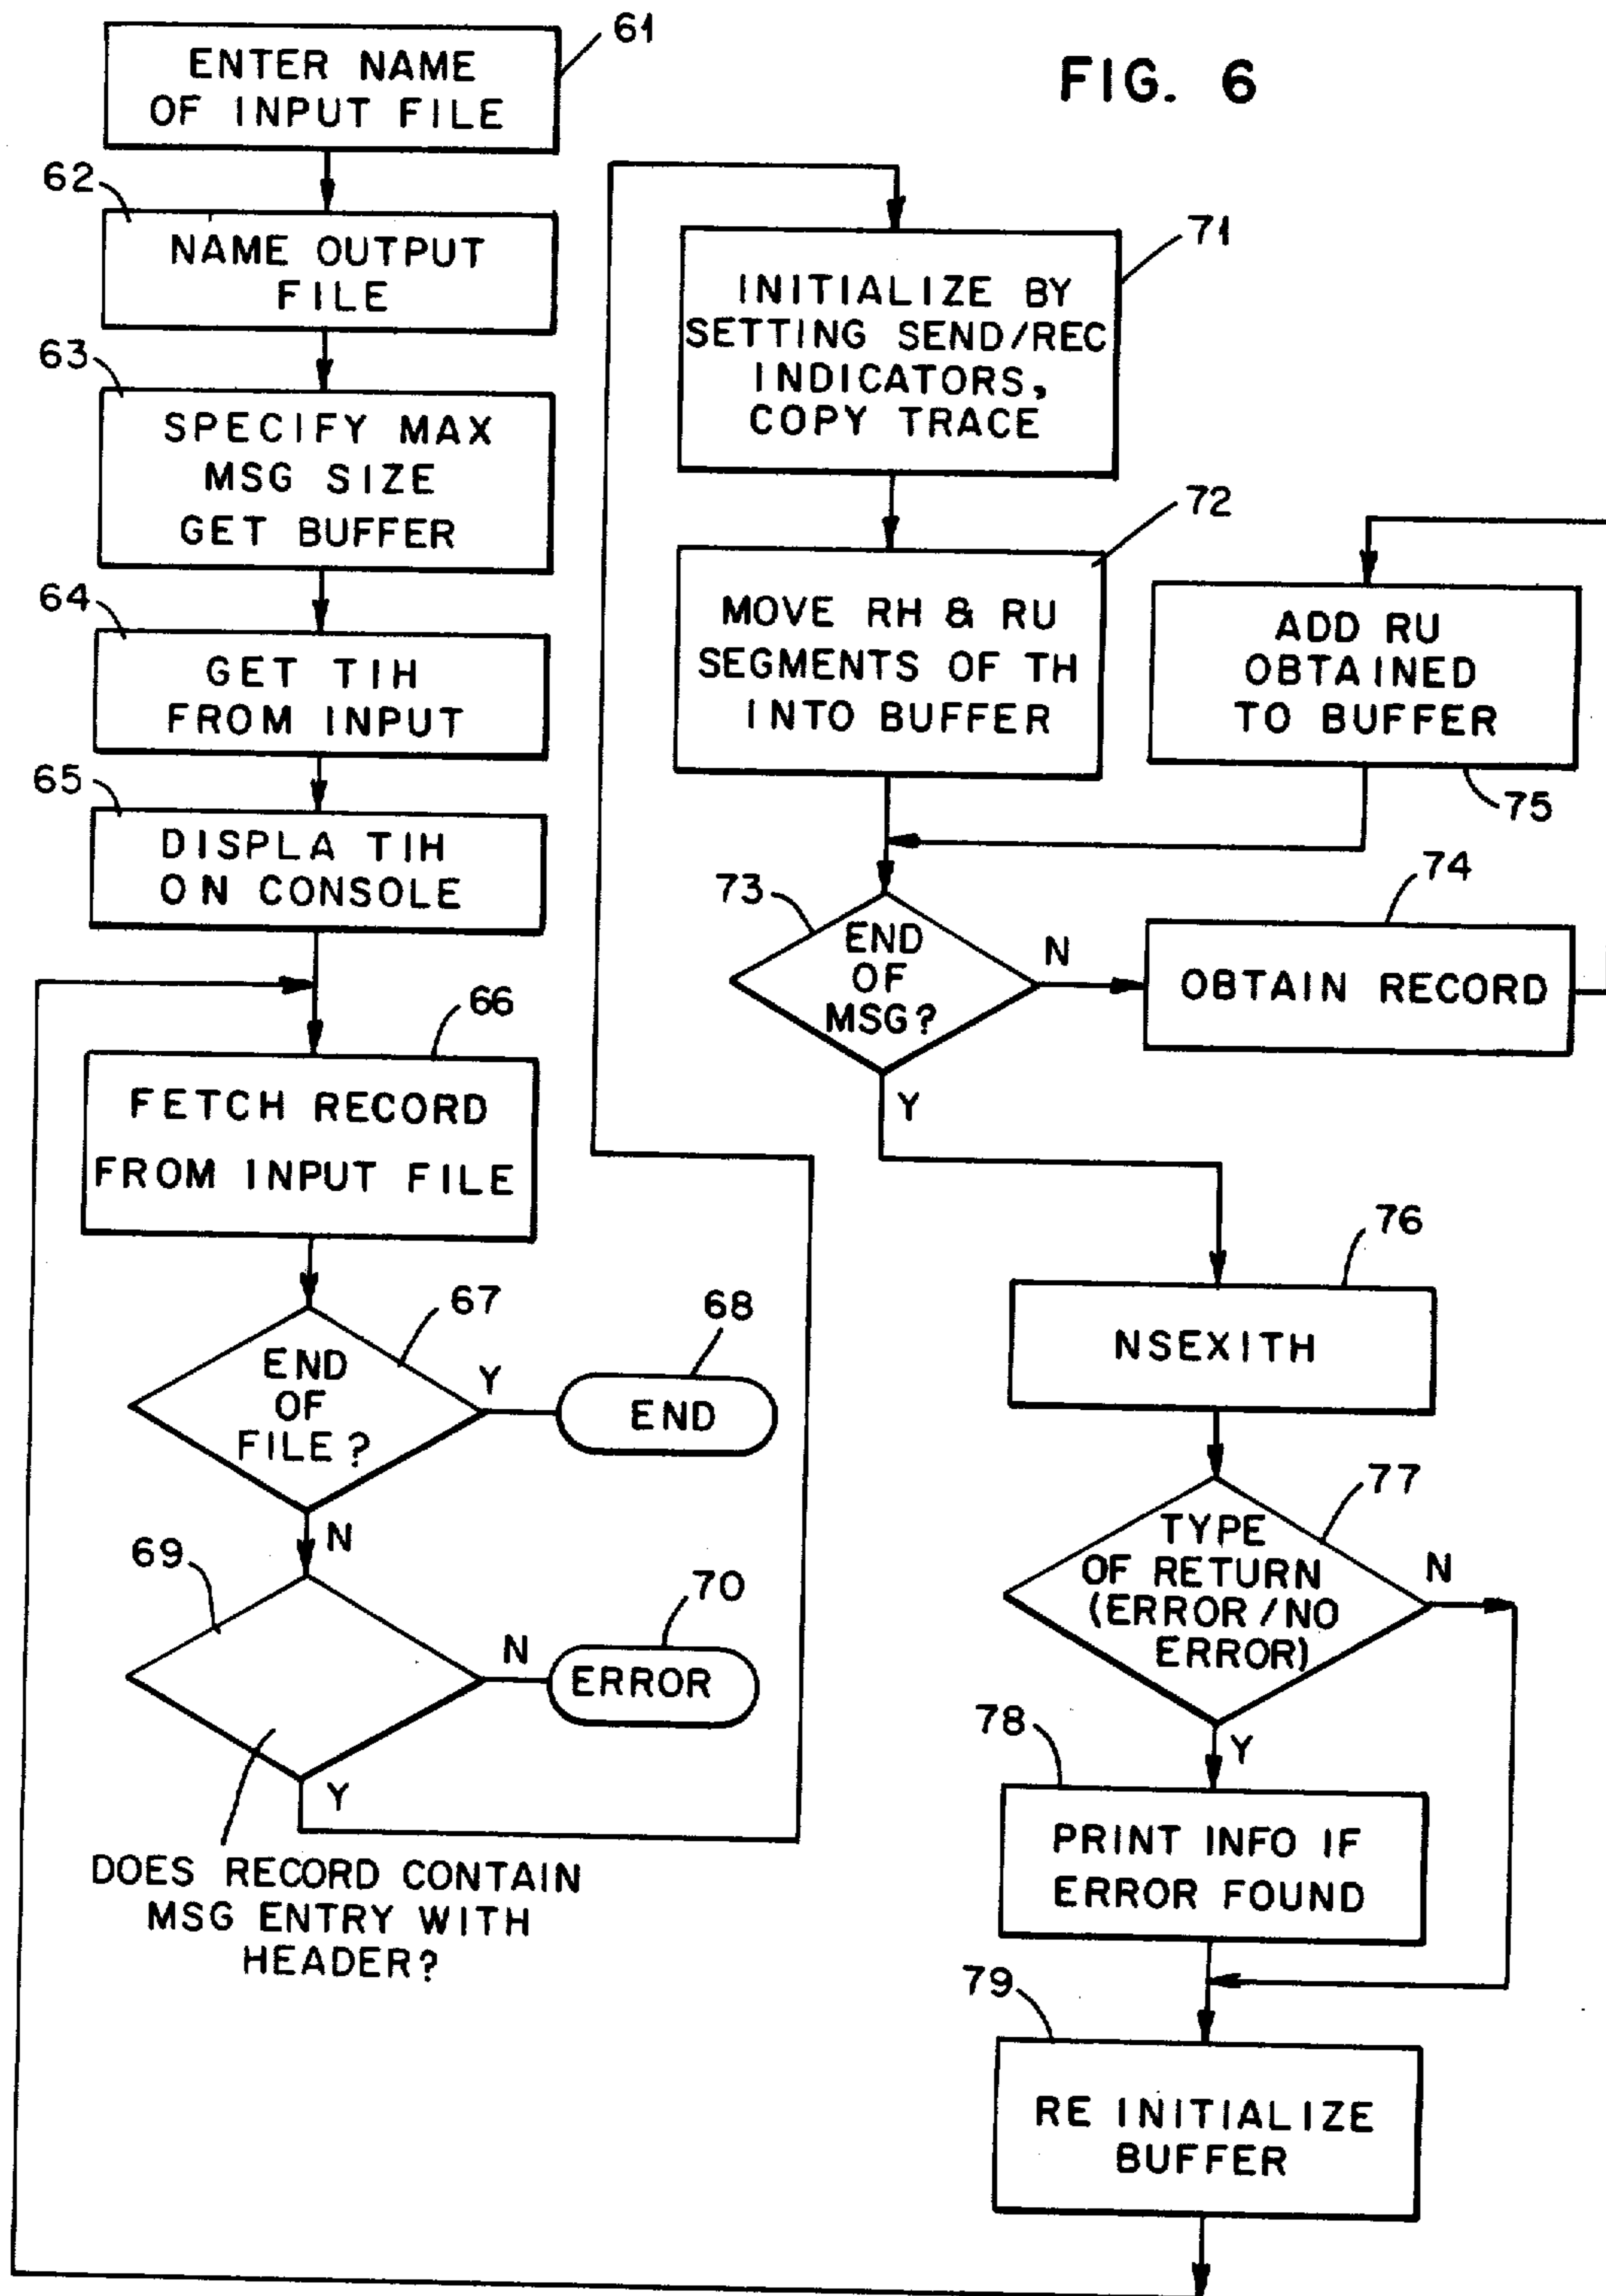 FIG. 6
61
ENTER NAME
OF INPUT FILE
62
NAME OUTPUT
FILE
63
SPECIFY MAX
MSG SIZE
GET BUFFER
64
GET TIH
FROM INPUT
65
DISPLA TIH
ON CONSOLE
66
FETCH RECORD
FROM INPUT FILE
67
END
OF
FILE?
Y
68
END
N
69
N
70
ERROR
Y
DOES RECORD CONTAIN
MSG ENTRY WITH
HEADER?
71
INITIALIZE BY
SETTING SEND/REC
INDICATORS,
COPY TRACE
72
MOVE RH & RU
SEGMENTS OF TH
INTO BUFFER
73
END
OF
MSG?
N
74
OBTAIN RECORD
ADD RU
OBTAINED
TO BUFFER
75
Y
76
NSEXITH
77
TYPE
OF RETURN
(ERROR/NO
ERROR)
N
Y
78
PRINT INFO IF
ERROR FOUND
79
RE INITIALIZE
BUFFER